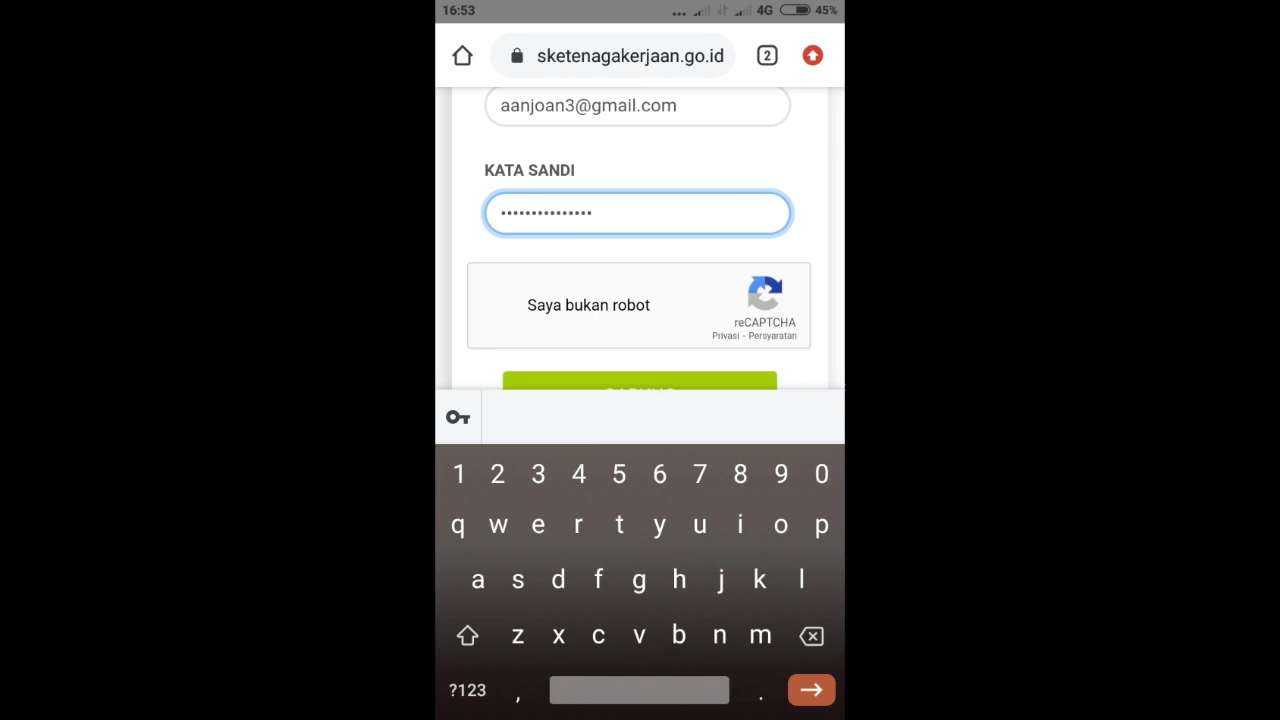 16:53 4G 45%
sketenagakerjaan.go.id 2
aanjoan3@gmail.com
KATA SANDI
•••••••••••••••
Saya bukan robot
reCAPTCHA
Privasi - Persyaratan
1 2 3 4 5 6 7 8 9 0
q w e r t y u i o p
a s d f g h j k l
z x c v b n m
?123 , .